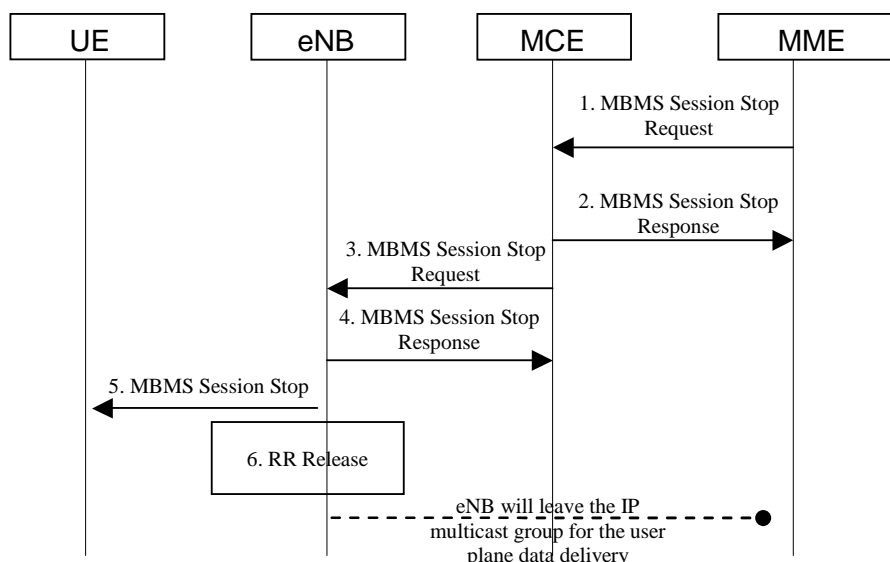 UE
eNB
MCE
MME
1. MBMS Session Stop
Request
2. MBMS Session Stop
Response
3. MBMS Session Stop
Request
4. MBMS Session Stop
Response
5. MBMS Session Stop
6. RR Release
eNB will leave the IP
multicast group for the user
plane data delivery